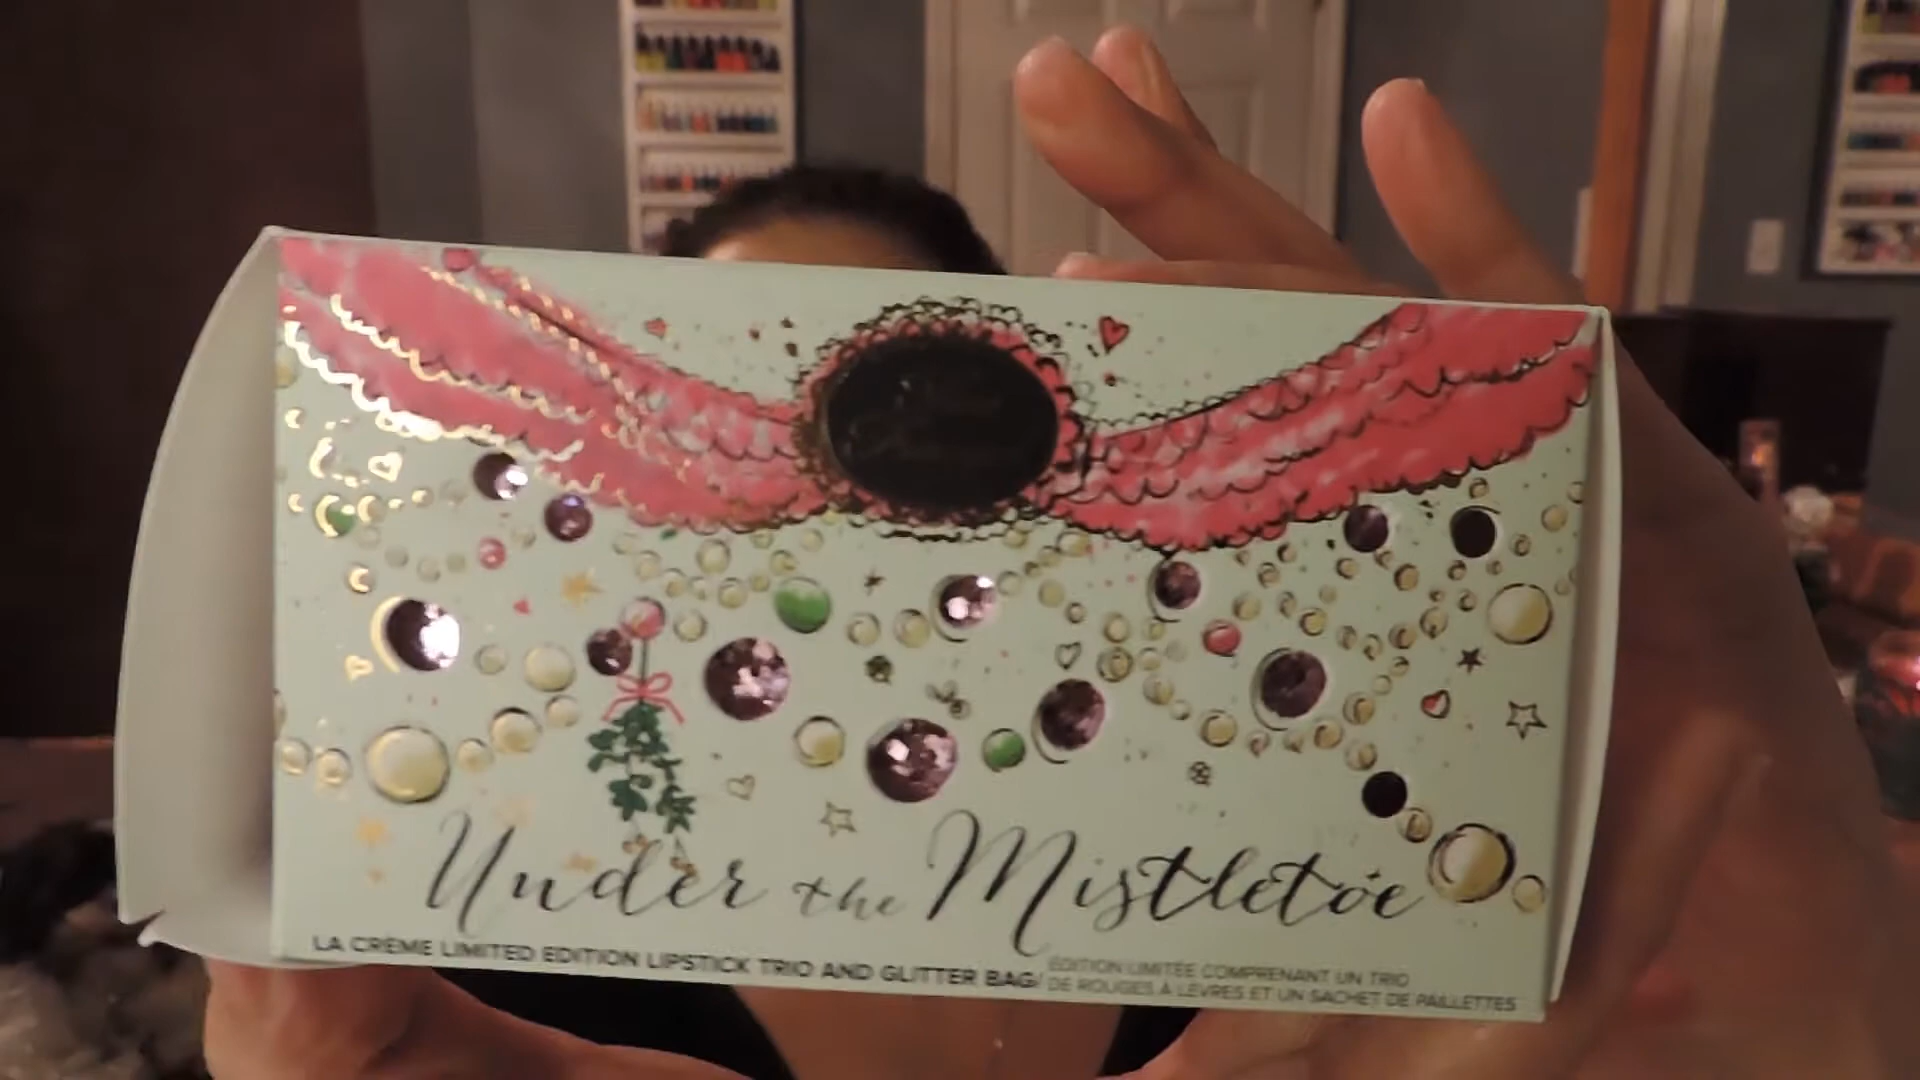 Under the Mistletoe
LA CRÈME LIMITED EDITION LIPSTICK TRIO AND GLITTER BAG/
ÉDITION LIMITÉE COMPRENANT UN TRIO
DE ROUGES À LÈVRES ET UN SACHET DE PAILLETTES